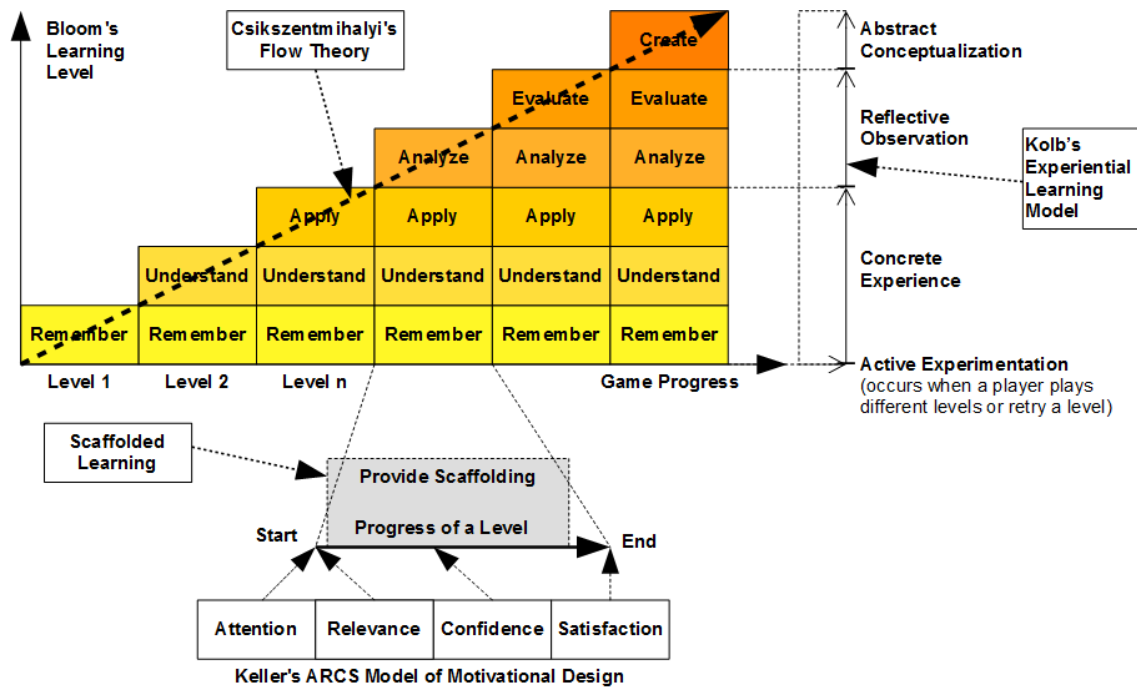 Bloom's
Learning
Level
Csikszentmihalyi's
Flow Theory
Create
Abstract
Conceptualization
Evaluate Evaluate
Reflective
Observation
Analyze Analyze Analyze
Kolb's
Experiential
Learning
Model
Apply Apply Apply Apply
Understand Understand Understand Understand Understand
Concrete
Experience
Remember Remember Remember Remember Remember Remember
Level 1 Level 2 Level n Game Progress
Active Experimentation
(occurs when a player plays
different levels or retry a level)
Scaffolded
Learning
Provide Scaffolding
Progress of a Level
Start
End
Attention Relevance Confidence Satisfaction
Keller's ARCS Model of Motivational Design